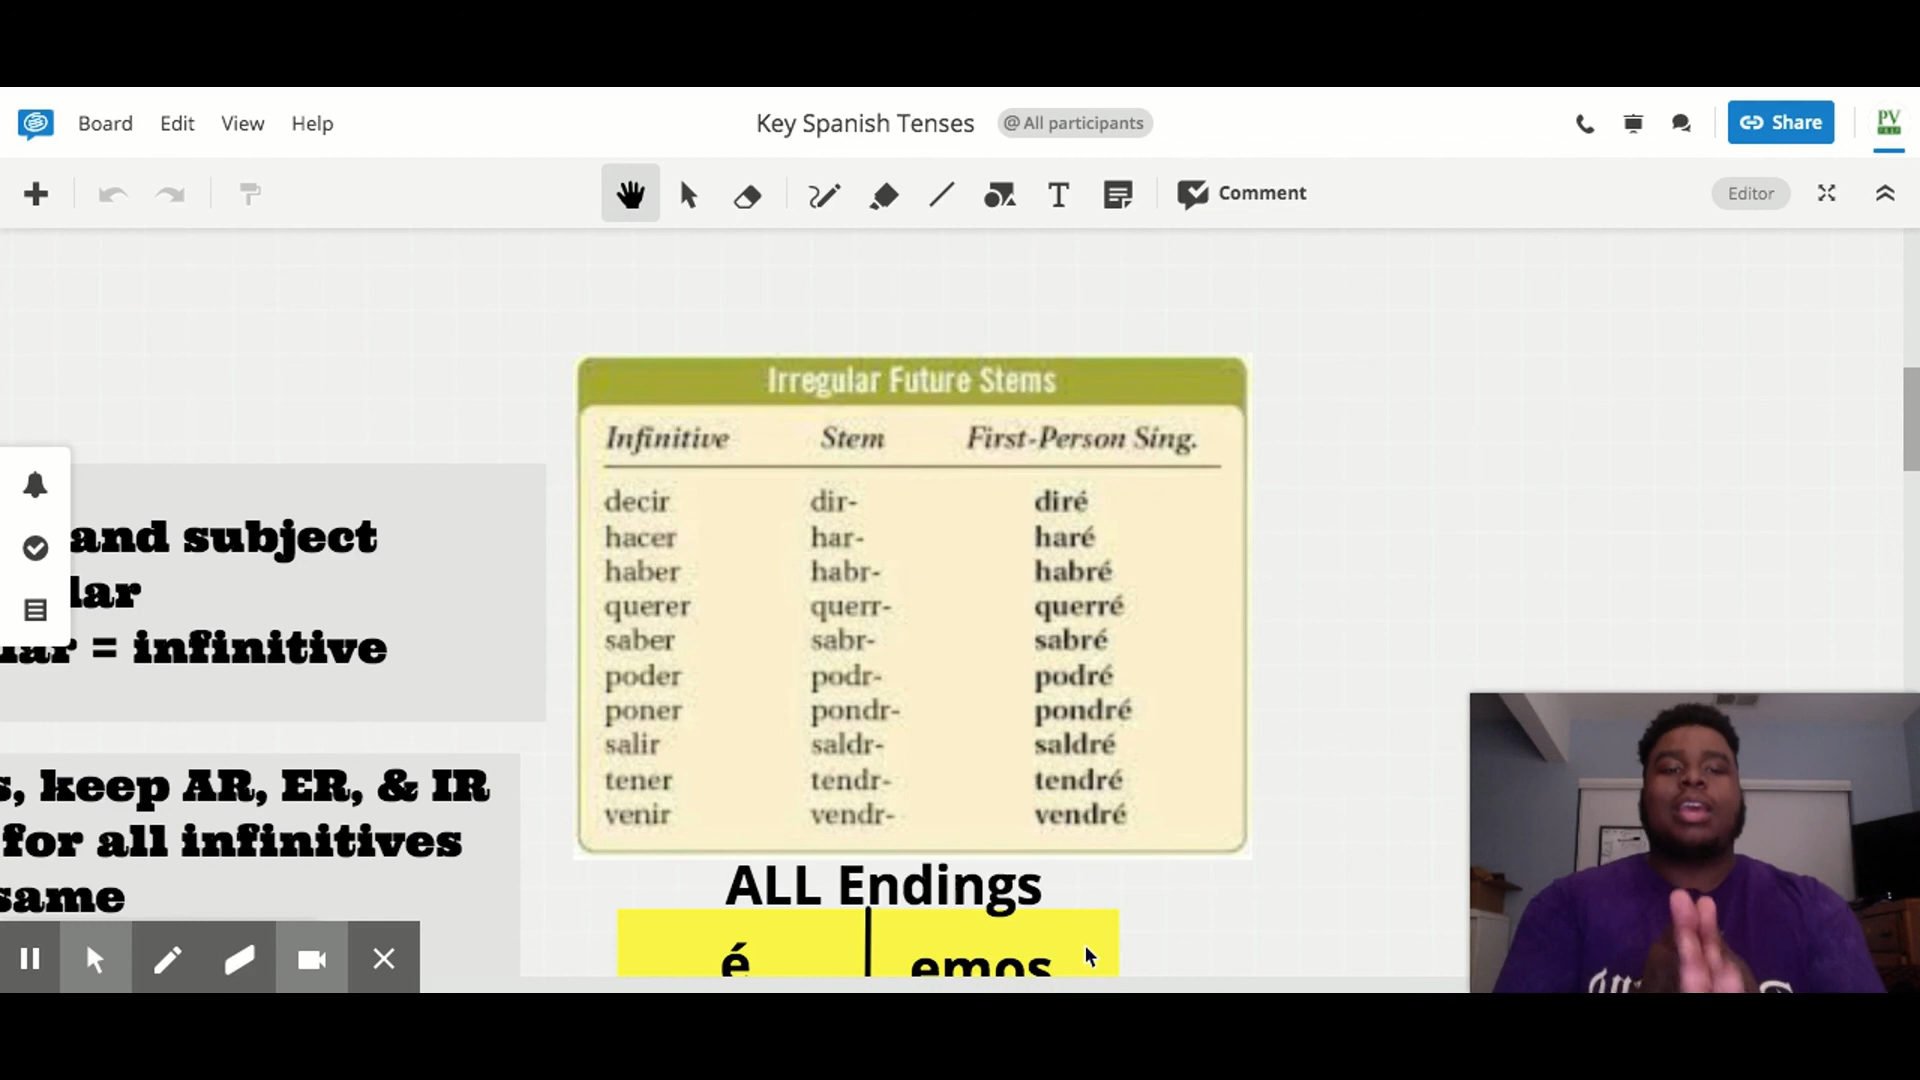 Board Edit View Help
Key Spanish Tenses @ All participants
Share
PV
Comment
Editor
Irregular Future Stems
Infinitive Stem First-Person Sing.
decir dir- diré
hacer har- haré
haber habr- habré
querer querr- querré
saber sabr- sabré
poder podr- podré
poner pondr- pondré
salir saldr- saldré
tener tendr- tendré
venir vendr- vendré
and subject
lar
= infinitive
s, keep AR, ER, & IR
for all infinitives
same
ALL Endings
é emos